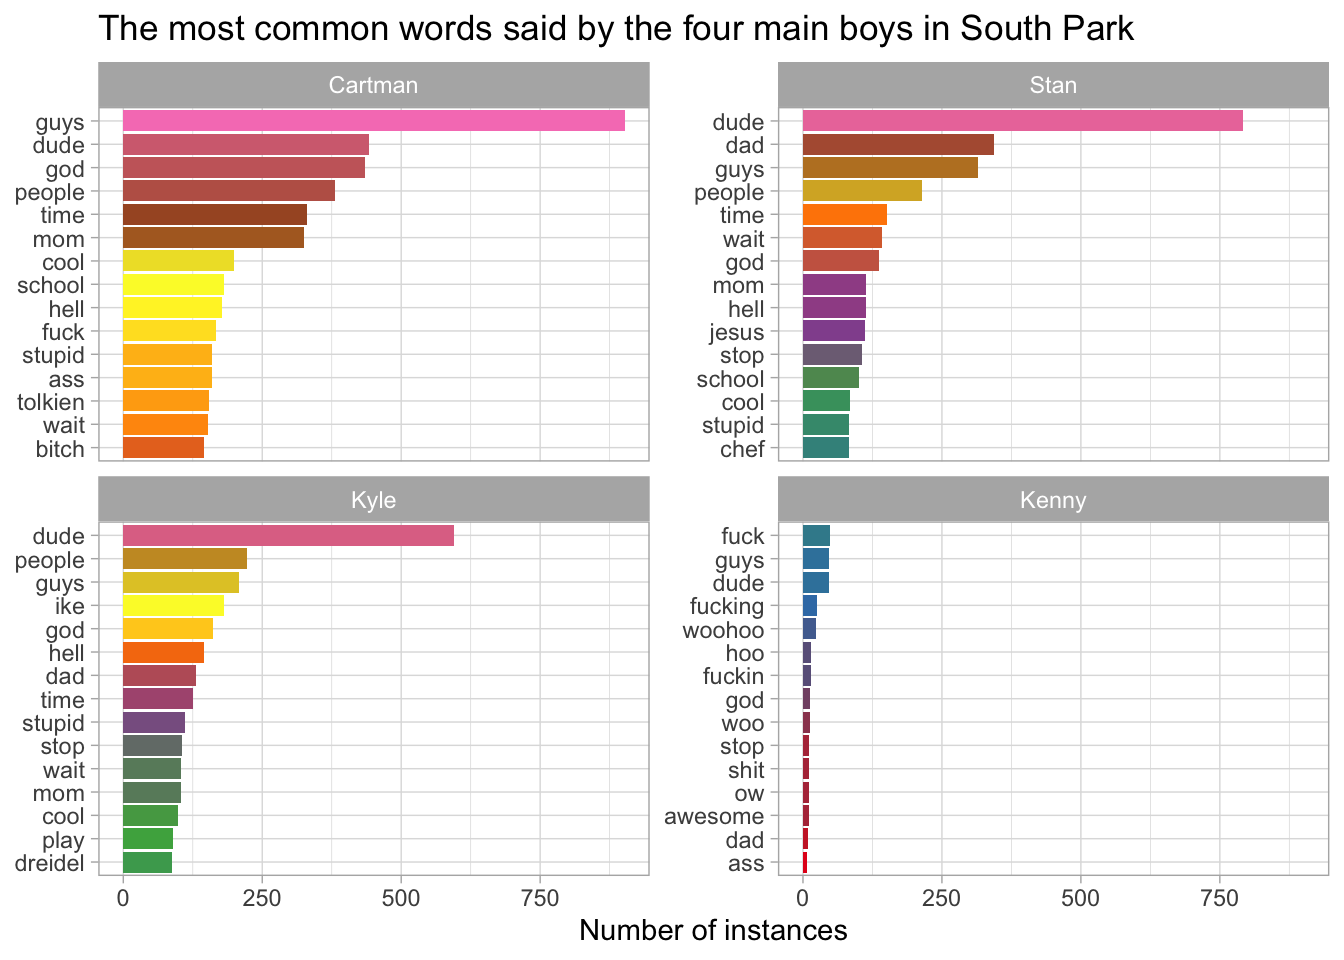 The most common words said by the four main boys in South Park
Cartman
guys
dude
god
people
time
mom
cool
school
hell
fuck
stupid
ass
tolkien
wait
bitch
Stan
dude
dad
guys
people
time
wait
god
mom
hell
jesus
stop
school
cool
stupid
chef
Kyle
dude
people
guys
ike
god
hell
dad
time
stupid
stop
wait
mom
cool
play
dreidel
0 250 500 750
Kenny
fuck
guys
dude
fucking
woohoo
hoo
fuckin
god
woo
stop
shit
ow
awesome
dad
ass
0 250 500 750
Number of instances